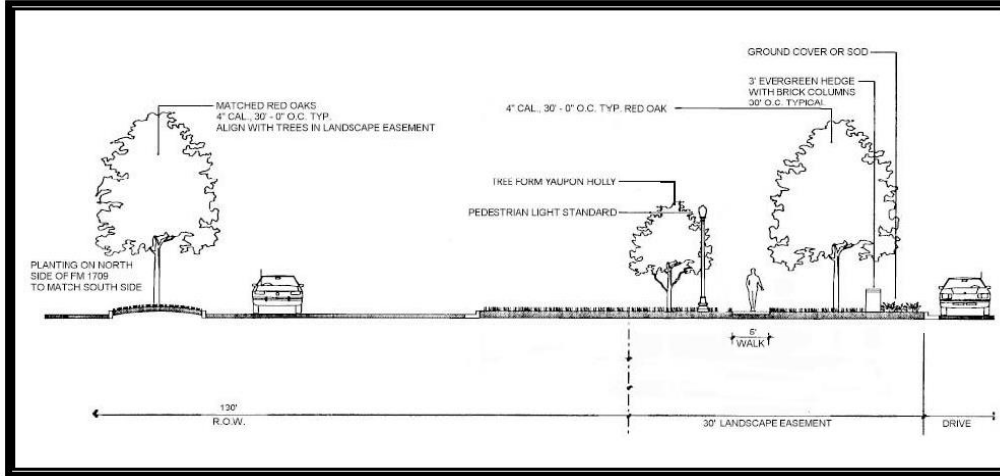 GROUND COVER OR SOD
3' EVERGREEN HEDGE
WITH BRICK COLUMNS
30' O.C. TYPICAL
MATCHED RED OAKS
4" CAL., 30' - 0" O.C. TYP.
ALIGN WITH TREES IN LANDSCAPE EASEMENT
4" CAL., 30' - 0" O.C. TYP. RED OAK
TREE FORM YAUPON HOLLY
PEDESTRIAN LIGHT STANDARD
PLANTING ON NORTH
SIDE OF FM 1709
TO MATCH SOUTH SIDE
WALK
130'
R.O.W.
30' LANDSCAPE EASEMENT
DRIVE